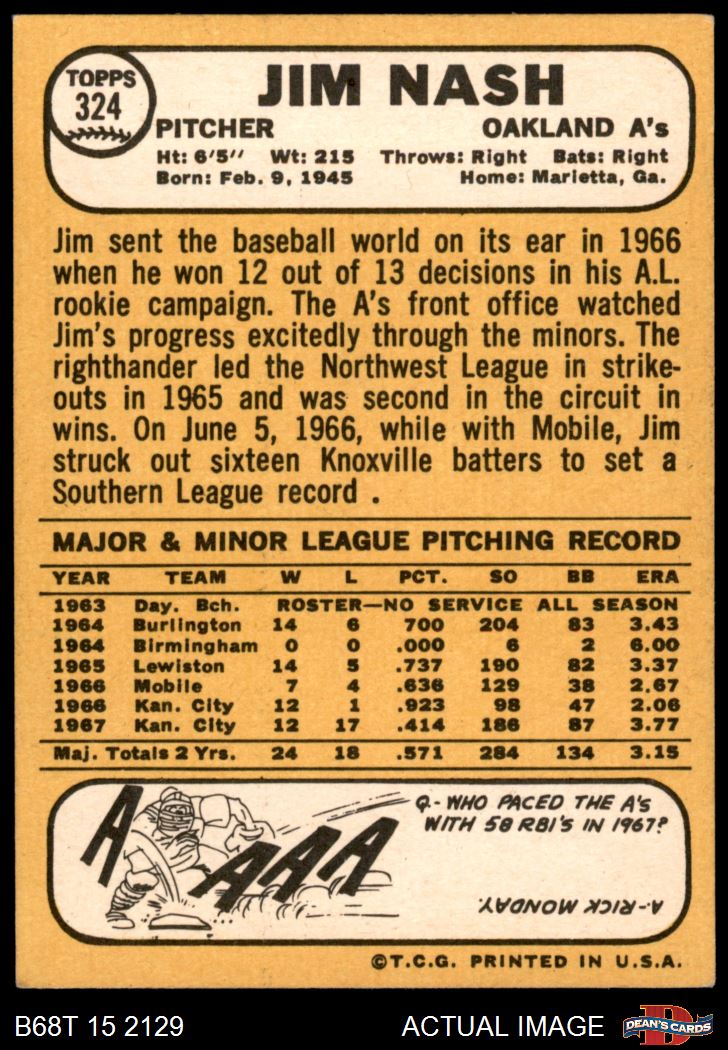 TOPPS
324
JIM NASH
PITCHER OAKLAND A's
Ht: 6'5" Wt: 215 Throws: Right Bats: Right
Born: Feb. 9, 1945 Home: Marietta, Ga.
Jim sent the baseball world on its ear in 1966
when he won 12 out of 13 decisions in his A.L.
rookie campaign. The A's front office watched
Jim's progress excitedly through the minors. The
righthander led the Northwest League in strike-
outs in 1965 and was second in the circuit in
wins. On June 5, 1966, while with Mobile, Jim
struck out sixteen Knoxville batters to set a
Southern League record .
MAJOR & MINOR LEAGUE PITCHING RECORD
YEAR TEAM W L PCT. SO BB ERA
1963 Day. Bch. ROSTER—NO SERVICE ALL SEASON
1964 Burlington 14 6 700 204 83 3.43
1964 Birmingham 0 0 .000 6 2 6.00
1965 Lewiston 14 5 .737 190 82 3.37
1966 Mobile 7 4 .636 129 38 2.67
1966 Kan. City 12 1 .923 98 47 2.06
1967 Kan. City 12 17 .414 186 87 3.77
Maj. Totals 2 Yrs. 24 18 .571 284 134 3.15
A AAA
Q-WHO PACED THE A'S
WITH 58 RBI'S IN 1967?
A-RICK MONDAY.
©T.C.G. PRINTED IN U.S.A.
B68T 15 2129 ACTUAL IMAGE D DEAN'S CARDS